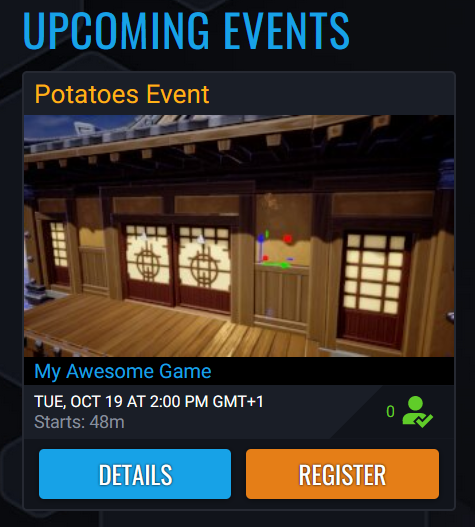 UPCOMING EVENTS
Potatoes Event
My Awesome Game
TUE, OCT 19 AT 2:00 PM GMT+1
Starts: 48m
0
DETAILS
REGISTER